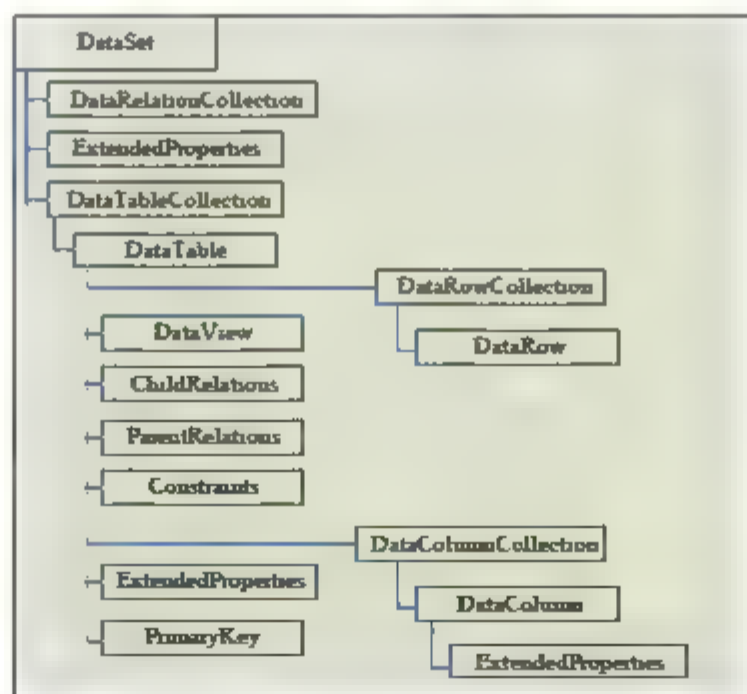 DataSet
DataRelationCollection
ExtendedProperties
DataTableCollection
DataTable
DataRowCollection
DataView
DataRow
ChildRelations
ParentRelations
Constraints
DataColumnCollection
ExtendedProperties
DataColumn
PrimaryKey
ExtendedProperties